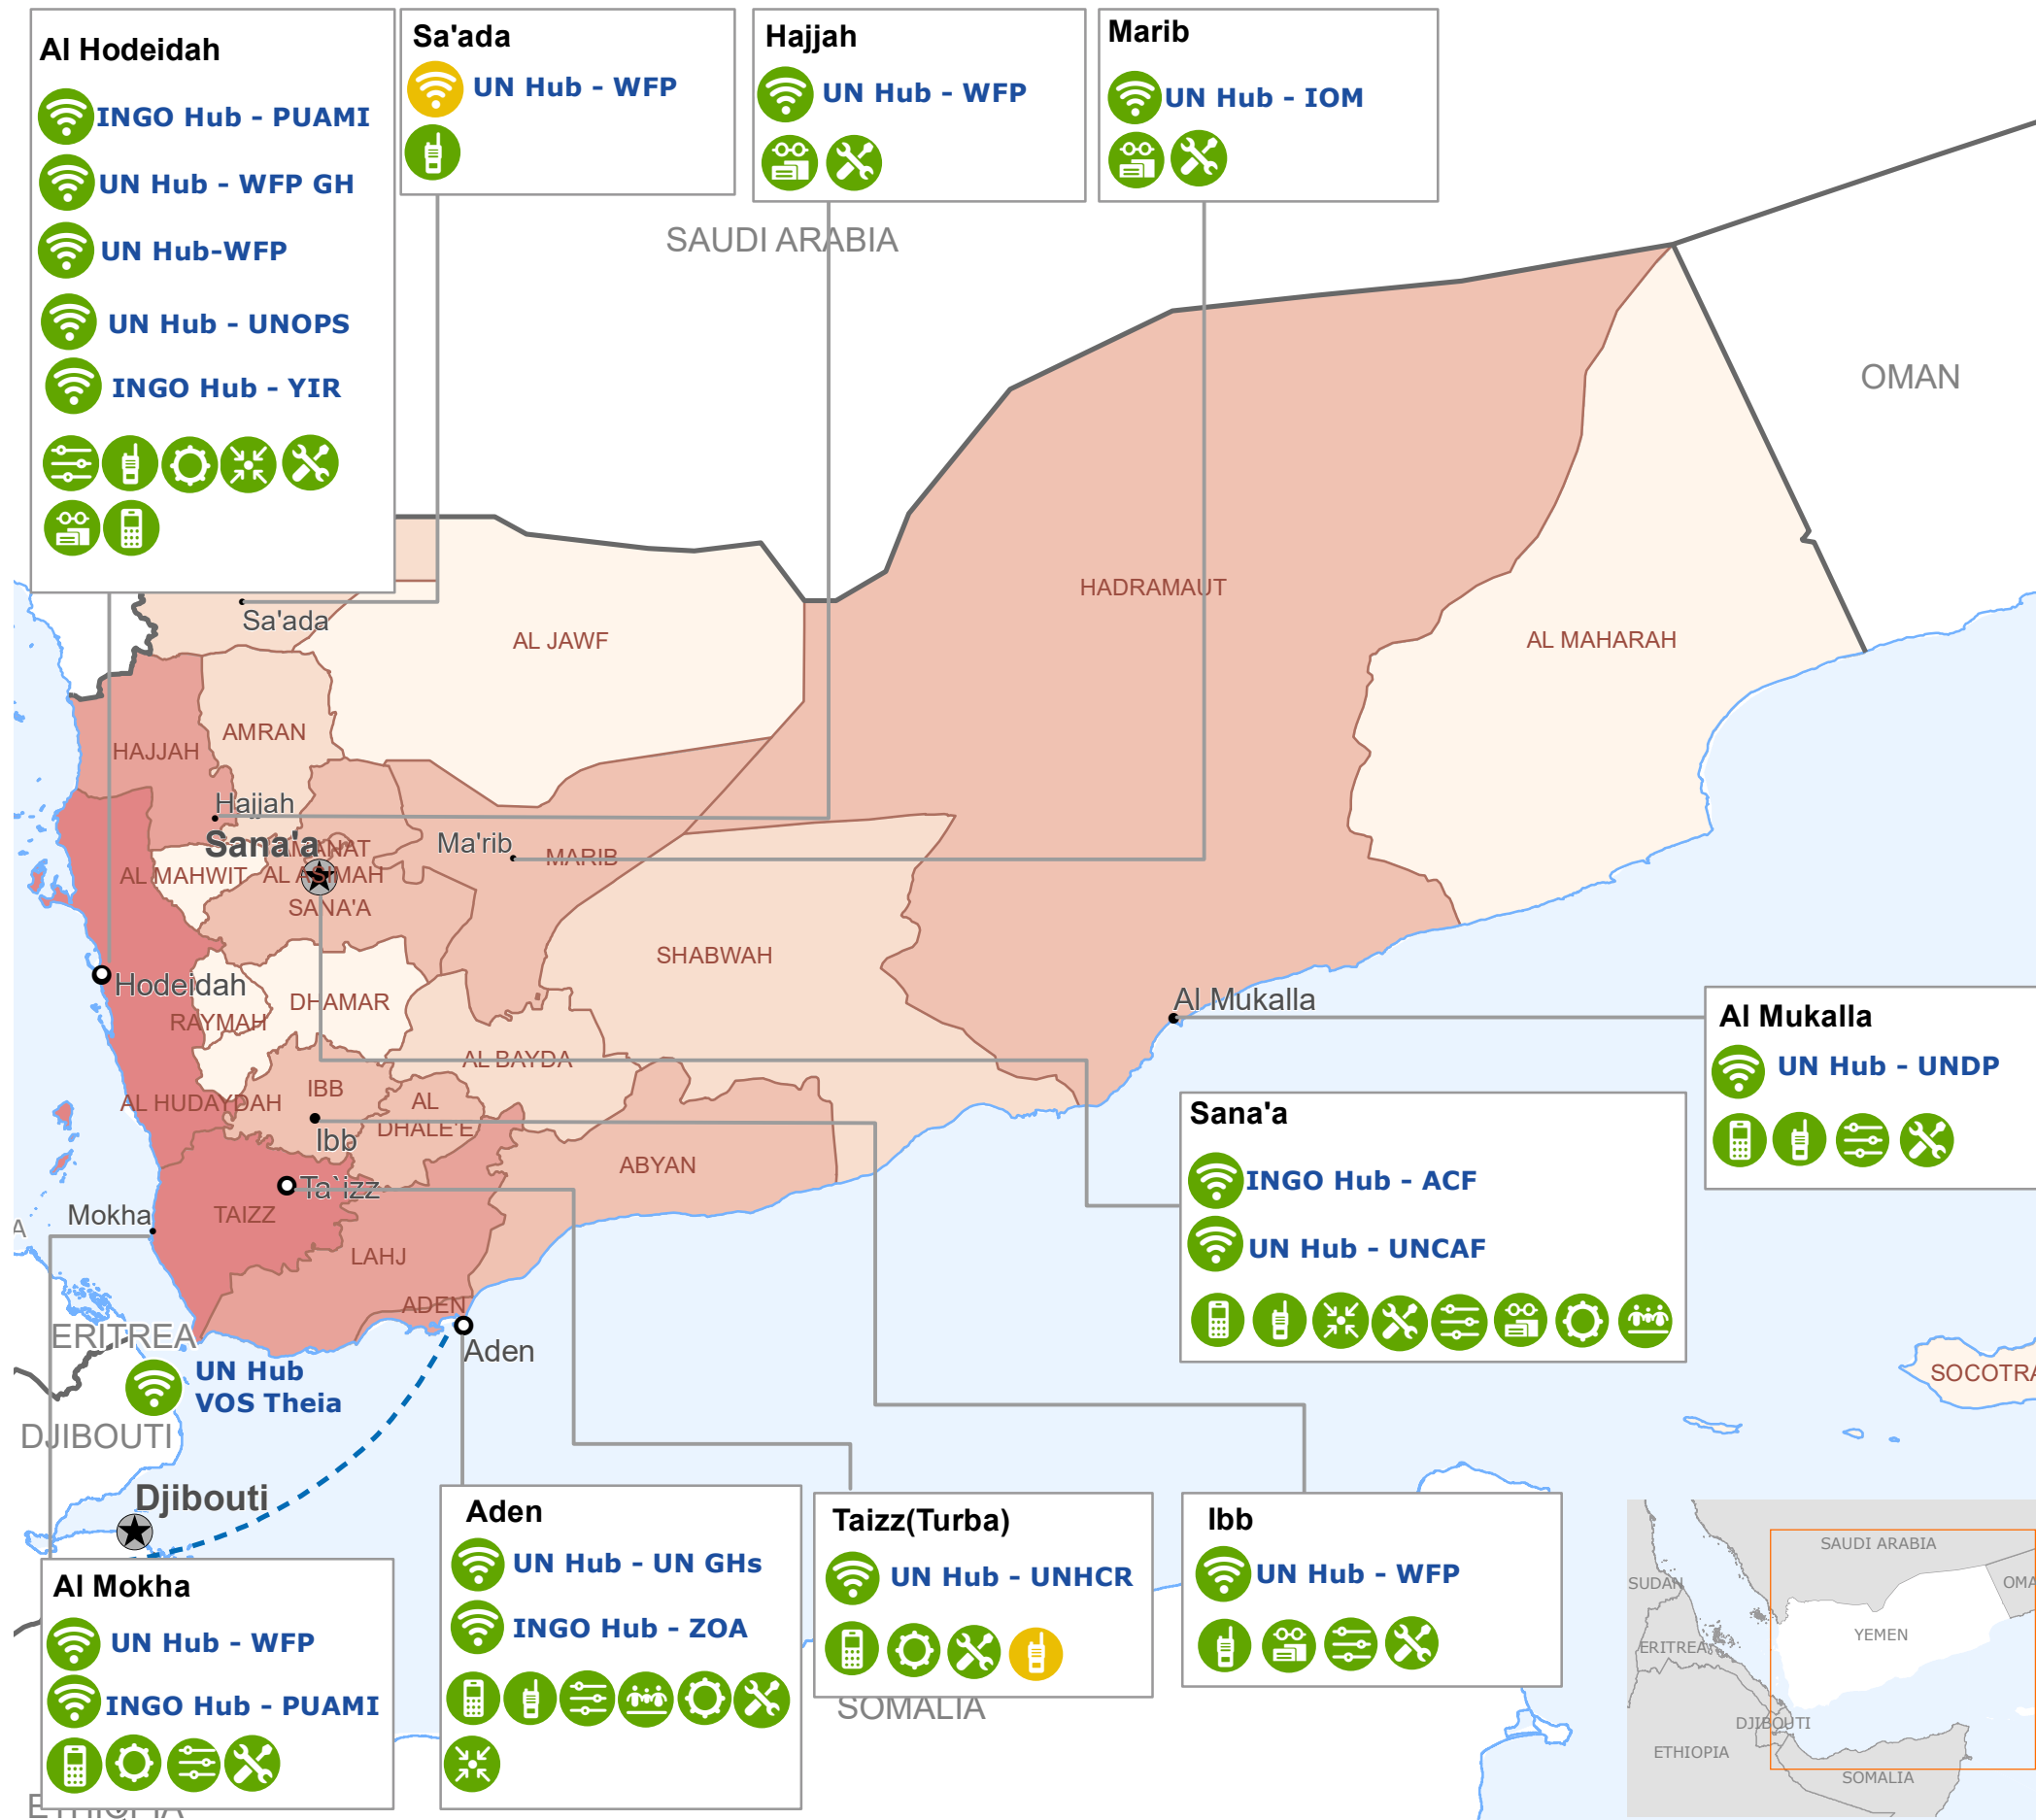 Al Hodeidah
INGO Hub - PUAMI
UN Hub - WFP GH
UN Hub-WFP
UN Hub - UNOPS
INGO Hub - YIR
Sa'ada
UN Hub - WFP
Hajjah
UN Hub - WFP
Marib
UN Hub - IOM
SAUDI ARABIA
OMAN
Sa'ada
AL JAWF
HADRAMAUT
AL MAHARAH
AMRAN
HAJJAH
Hajjah
Sana'a
AMANAT
AL ASIMAH
Ma'rib
MARIB
AL MAHWIT
SANA'A
SHABWAH
Hodeidah
DHAMAR
RAYMAH
Al Mukalla
AL BAYDA
IBB
AL HUDAYDAH
AL
DHALE'E
Ibb
ABYAN
Ta`izz
TAIZZ
Mokha
LAHJ
ADEN
Aden
ERITREA
UN Hub
VOS Theia
DJIBOUTI
Djibouti
SOCOTRA
SOMALIA
ETHIOPIA
Al Mukalla
UN Hub - UNDP
Sana'a
INGO Hub - ACF
UN Hub - UNCAF
Al Mokha
UN Hub - WFP
INGO Hub - PUAMI
Aden
UN Hub - UN GHs
INGO Hub - ZOA
Taizz(Turba)
UN Hub - UNHCR
Ibb
UN Hub - WFP
SAUDI ARABIA
SUDAN
OMA
YEMEN
ERITREA
DJIBOUTI
ETHIOPIA
SOMALIA